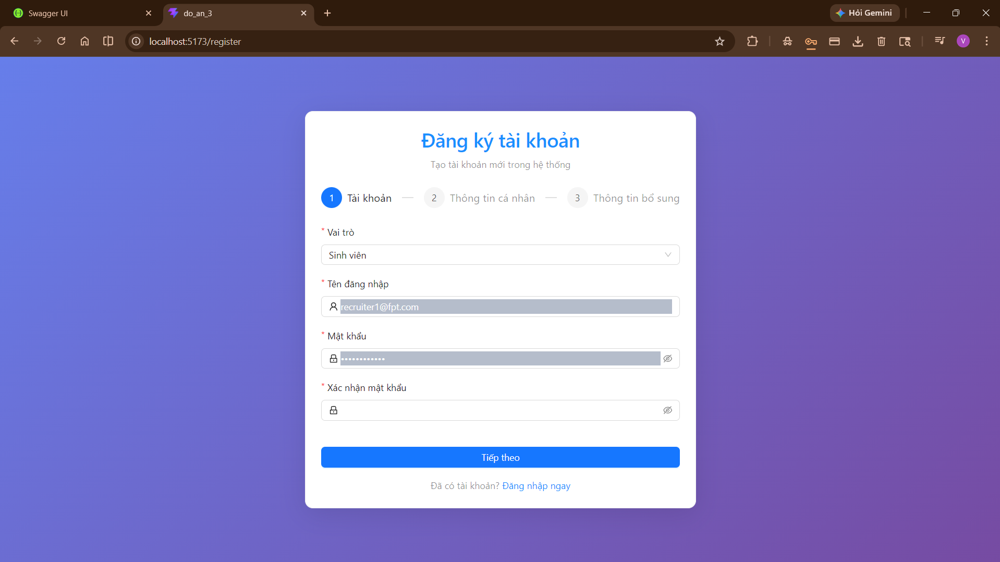 Swagger UI
do_an_3
Hỏi Gemini
localhost:5173/register
V
Đăng ký tài khoản
Tạo tài khoản mới trong hệ thống
1 Tài khoản
2 Thông tin cá nhân
3 Thông tin bổ sung
* Vai trò
Sinh viên
* Tên đăng nhập
recruiter1@fpt.com
* Mật khẩu
••••••••••••
* Xác nhận mật khẩu
Tiếp theo
Đã có tài khoản? Đăng nhập ngay